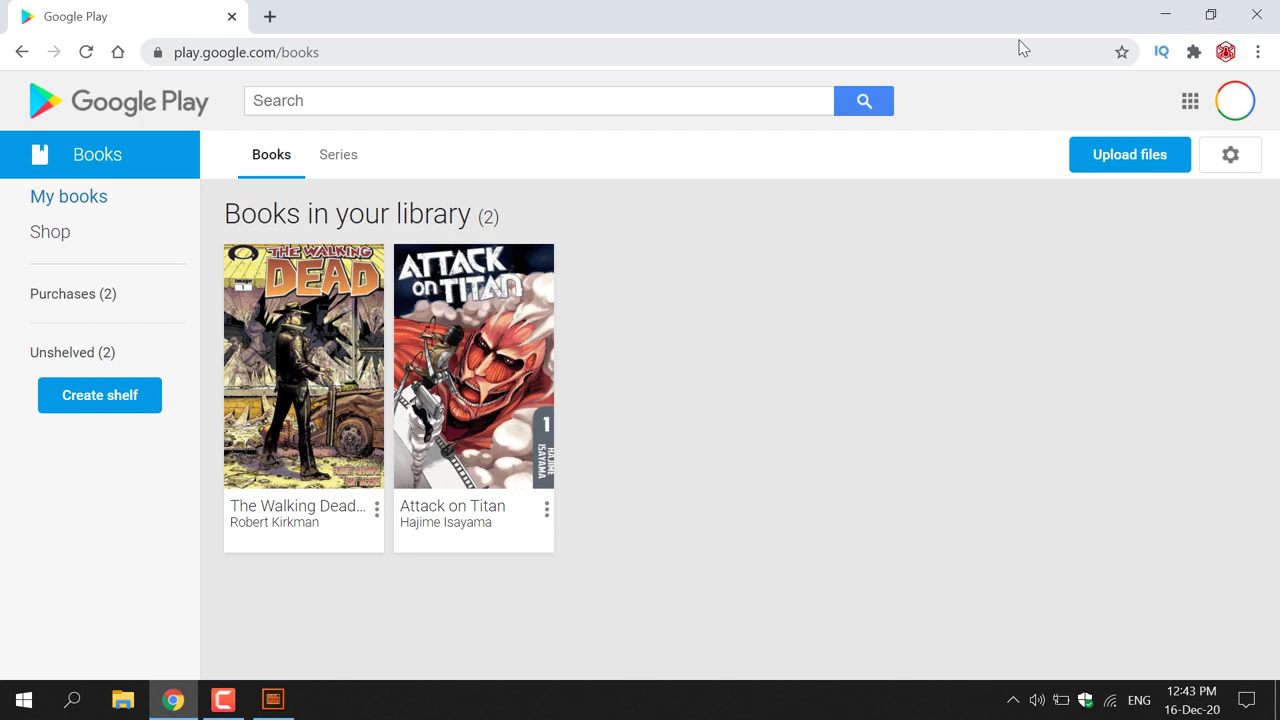 Google Play
play.google.com/books
IQ
Google Play
Search
Books
Books
Series
Upload files
My books
Shop
Purchases (2)
Unshelved (2)
Create shelf
Books in your library (2)
THE WALKING
DEAD
ATTACK
on TITAN
1
HAJIME
ISAYAMA
The Walking Dead...
Robert Kirkman
Attack on Titan
Hajime Isayama
ENG
12:43 PM
16-Dec-20